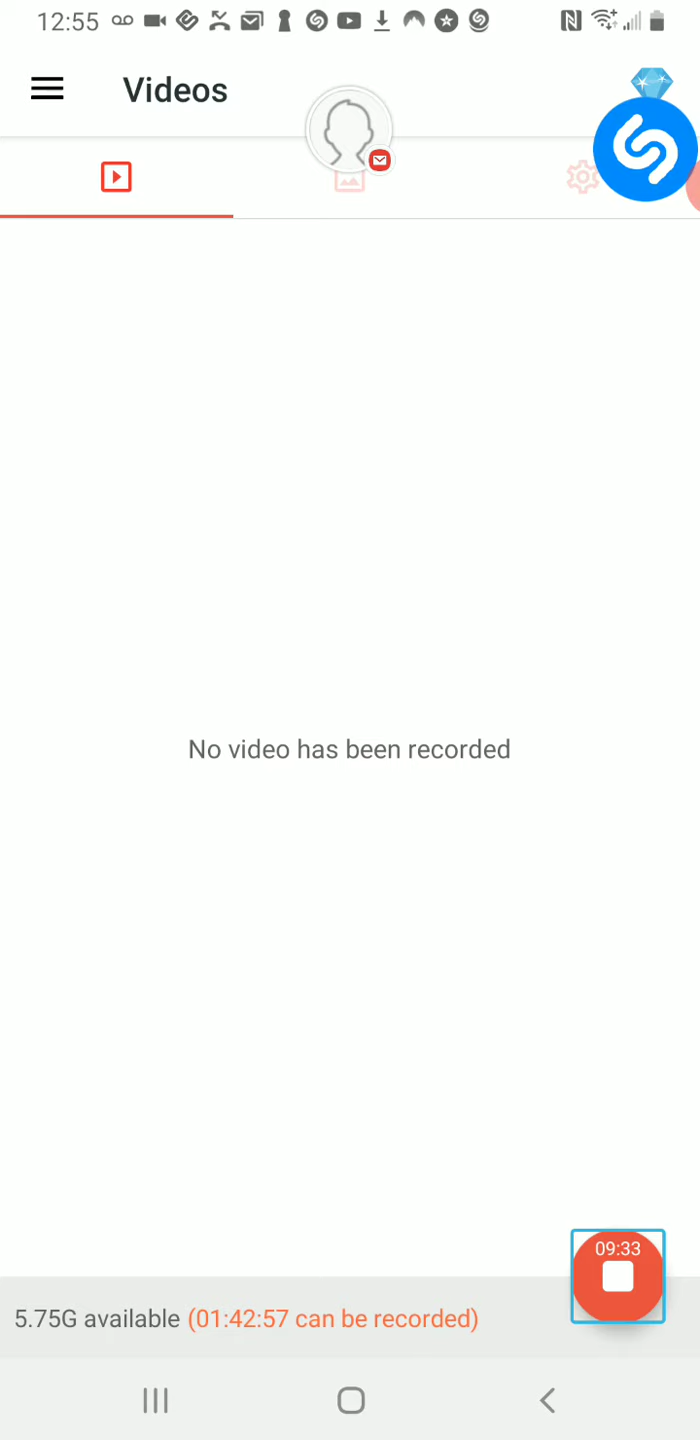 12:55
Videos
No video has been recorded
09:33
5.75G available (01:42:57 can be recorded)